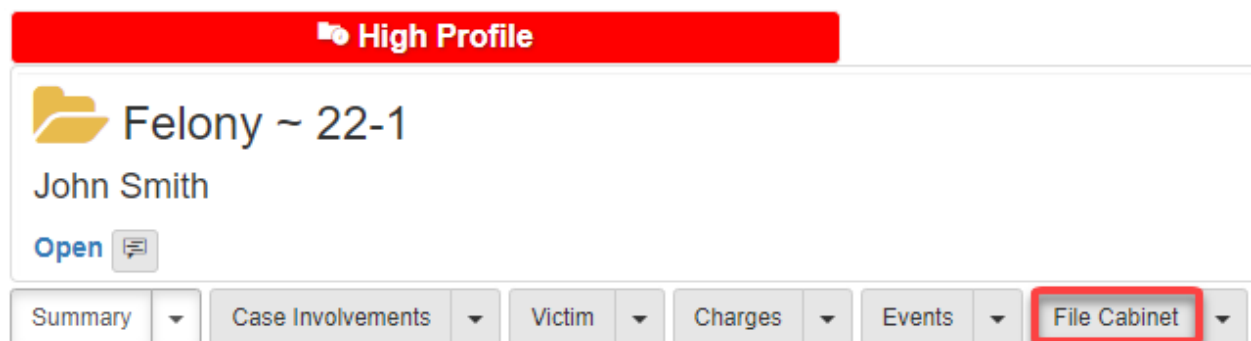 High Profile
Felony ~ 22-1
John Smith
Open
Summary Case Involvements Victim Charges Events File Cabinet